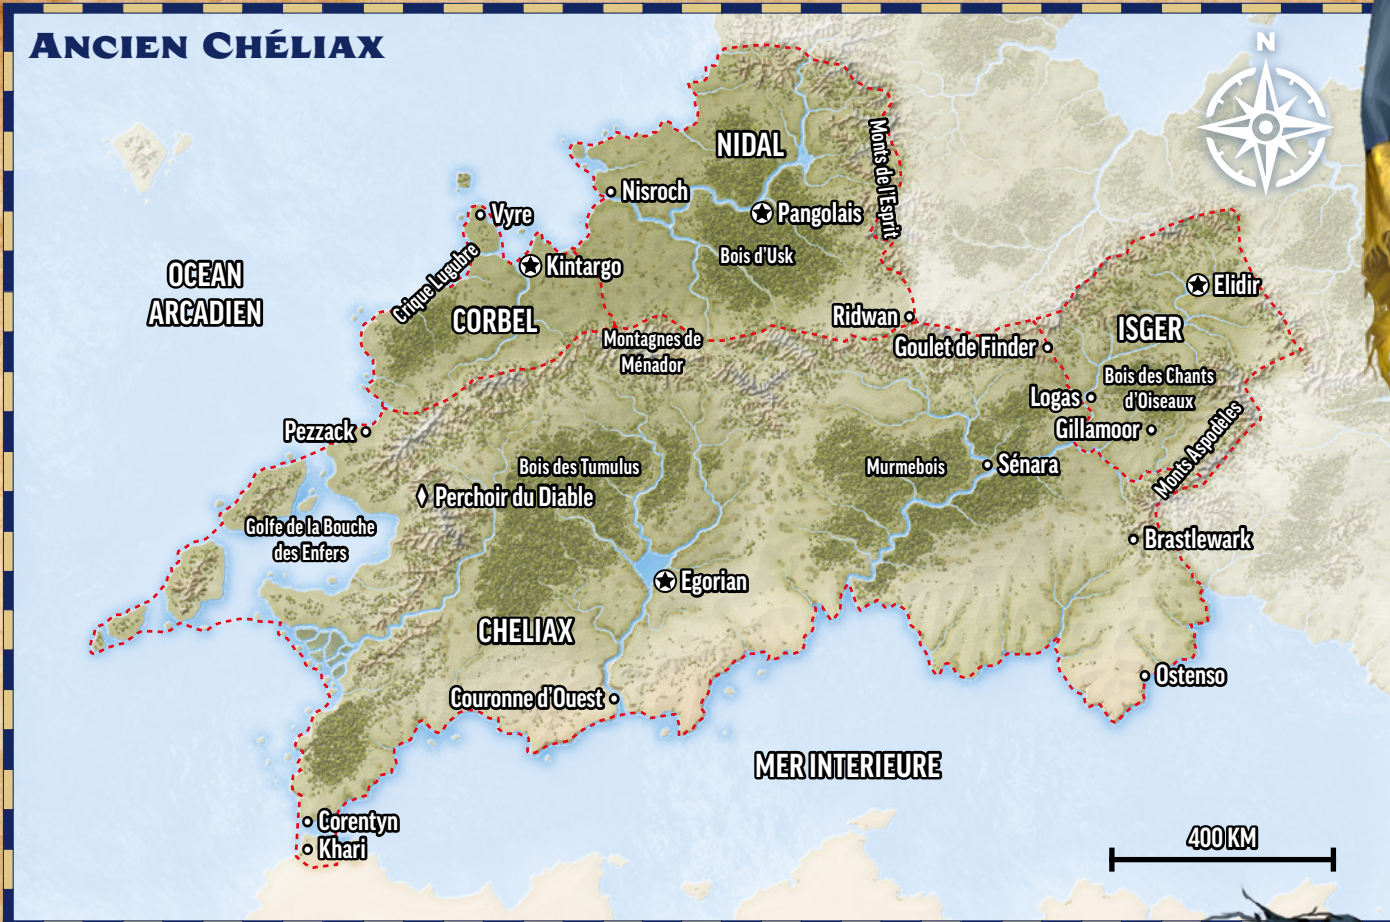 ANCIEN CHÉLIAX
N
NIDAL
Monts de l'Esprit
Nisroch
Vyre
Pangolais
Bois d'Usk
Kintargo
Crique Lugubre
OCEAN
ARCADIEN
Elidir
CORBEL
Ridwan
ISGER
Montagnes de
Ménador
Goulet de Finder
Bois des Chants
d'Oiseaux
Logas
Gillamoor
Pezzack
Monts Aspodèles
Bois des Tumulus
Murmebois
Sénara
Perchoir du Diable
Golfe de la Bouche
des Enfers
Brastlewark
Egorian
CHELIAX
Ostenso
Couronne d'Ouest
MER INTERIEURE
Corentyn
Khari
400 KM